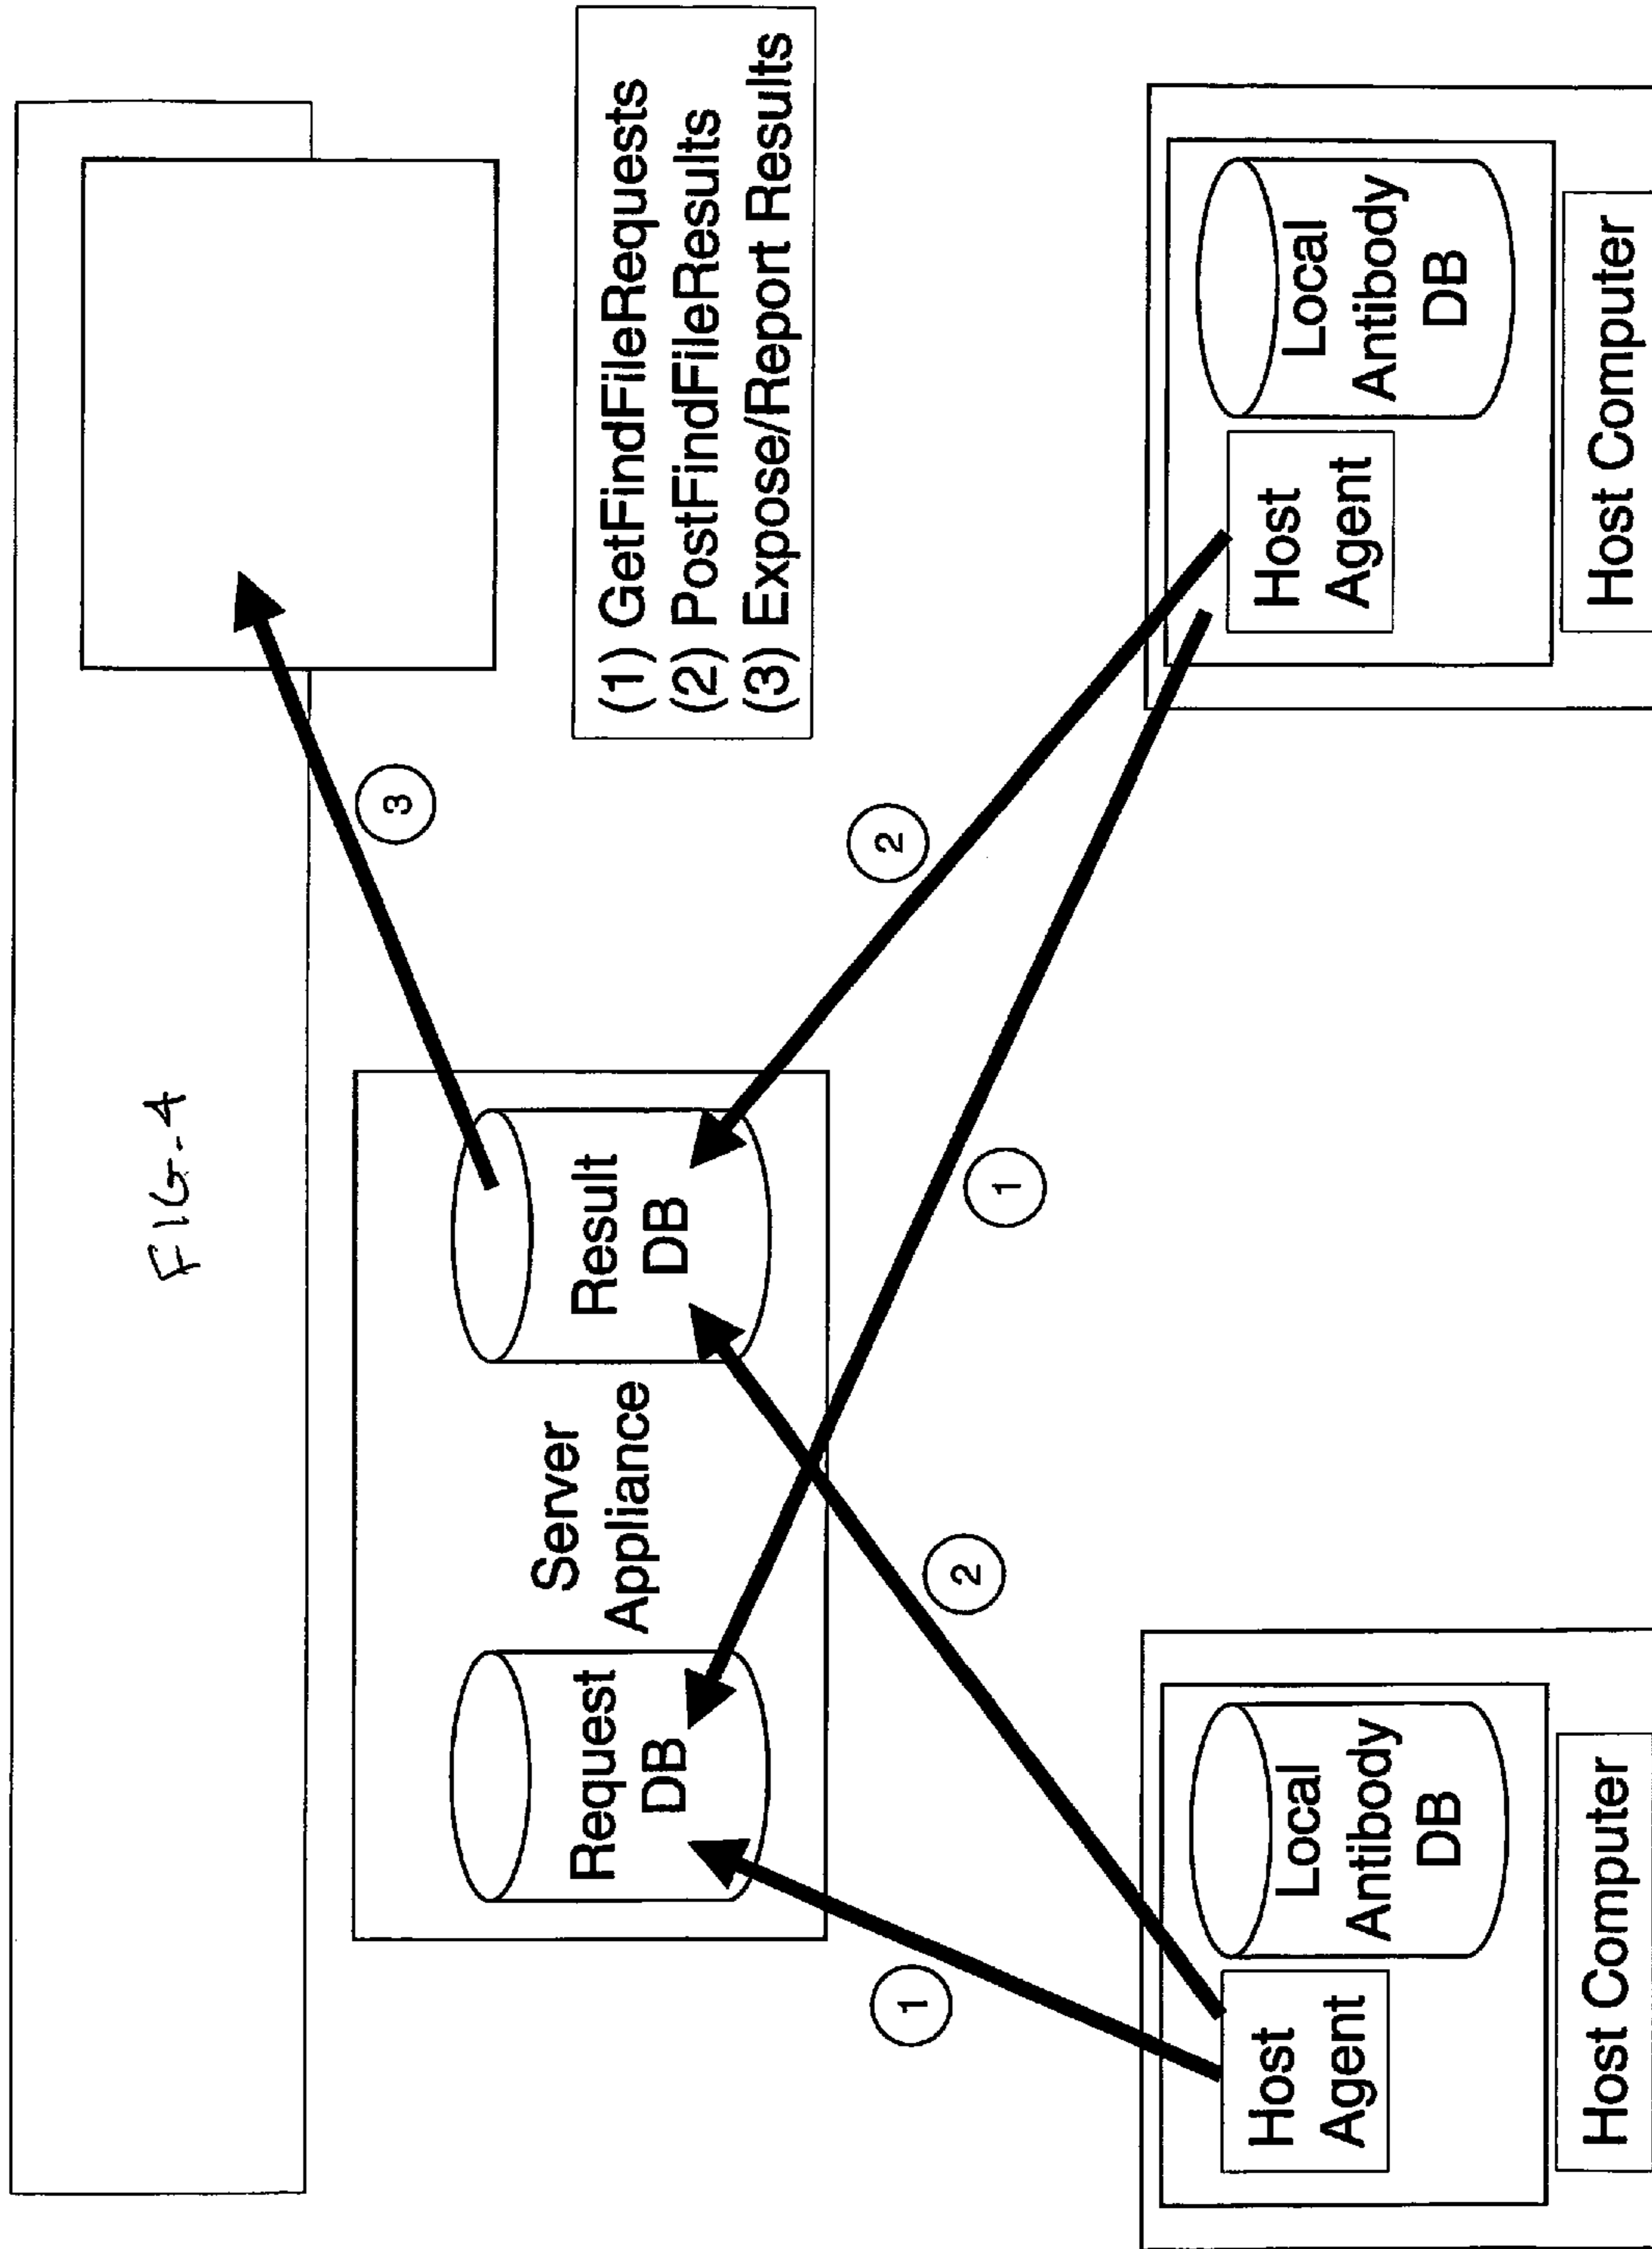 FIG-4
3
(1) GetFindFileRequests
(2) PostFindFileResults
(3) Expose/Report Results
Request
DB
Server
Appliance
Result
DB
1
2
1
2
Host
Agent
Local
Antibody
DB
Host Computer
Host
Agent
Local
Antibody
DB
Host Computer